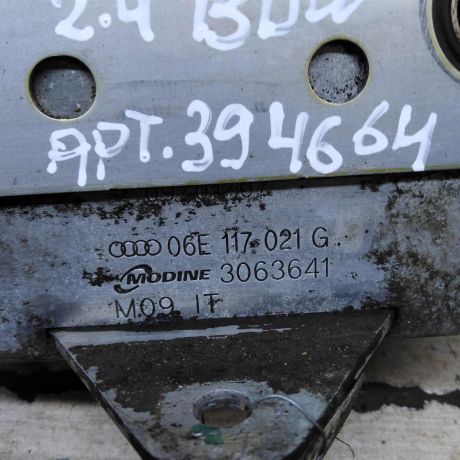 2.4 BDW
АРТ.394664
06E 117 021 G
MODINE 3063641
M09 IT